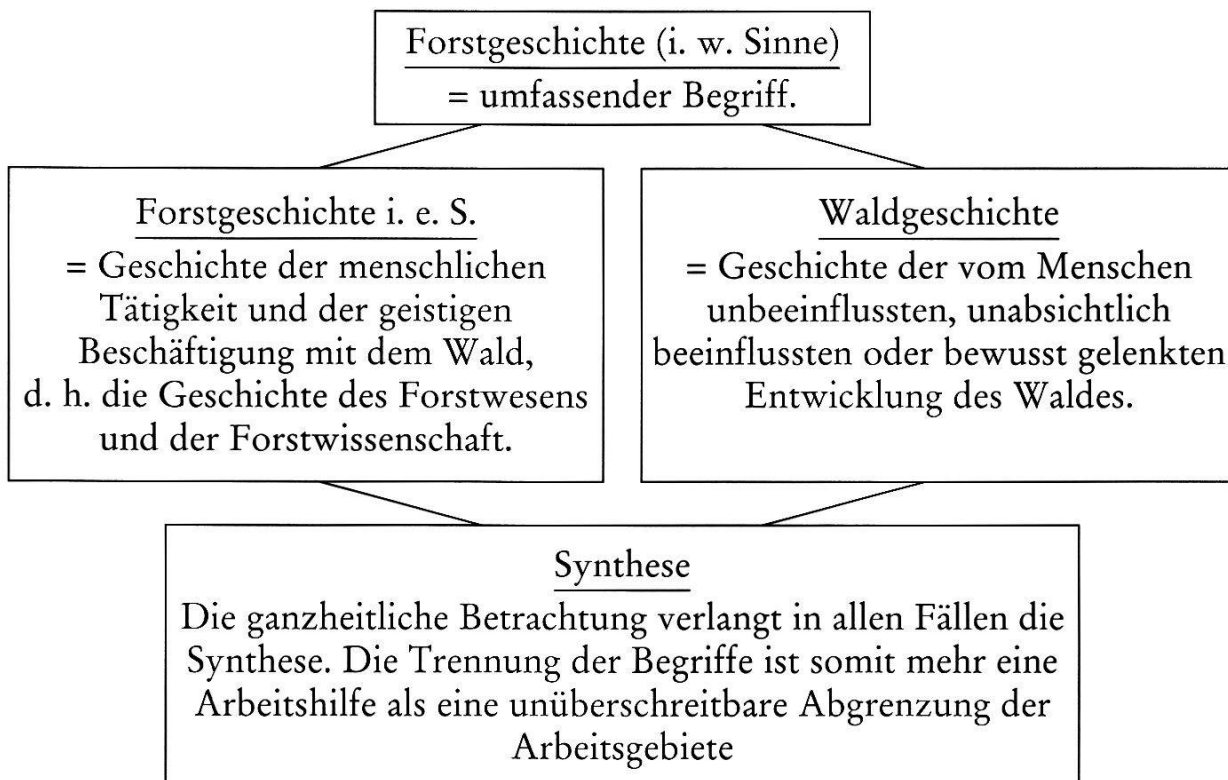 Forstgeschichte (i. w. Sinne)
= umfassender Begriff.
Forstgeschichte i. e. S.
= Geschichte der menschlichen
Tätigkeit und der geistigen
Beschäftigung mit dem Wald,
d. h. die Geschichte des Forstwesens
und der Forstwissenschaft.
Waldgeschichte
= Geschichte der vom Menschen
unbeeinflussten, unabsichtlich
beeinflussten oder bewusst gelenkten
Entwicklung des Waldes.
Synthese
Die ganzheitliche Betrachtung verlangt in allen Fällen die
Synthese. Die Trennung der Begriffe ist somit mehr eine
Arbeitshilfe als eine unüberschreitbare Abgrenzung der
Arbeitsgebiete